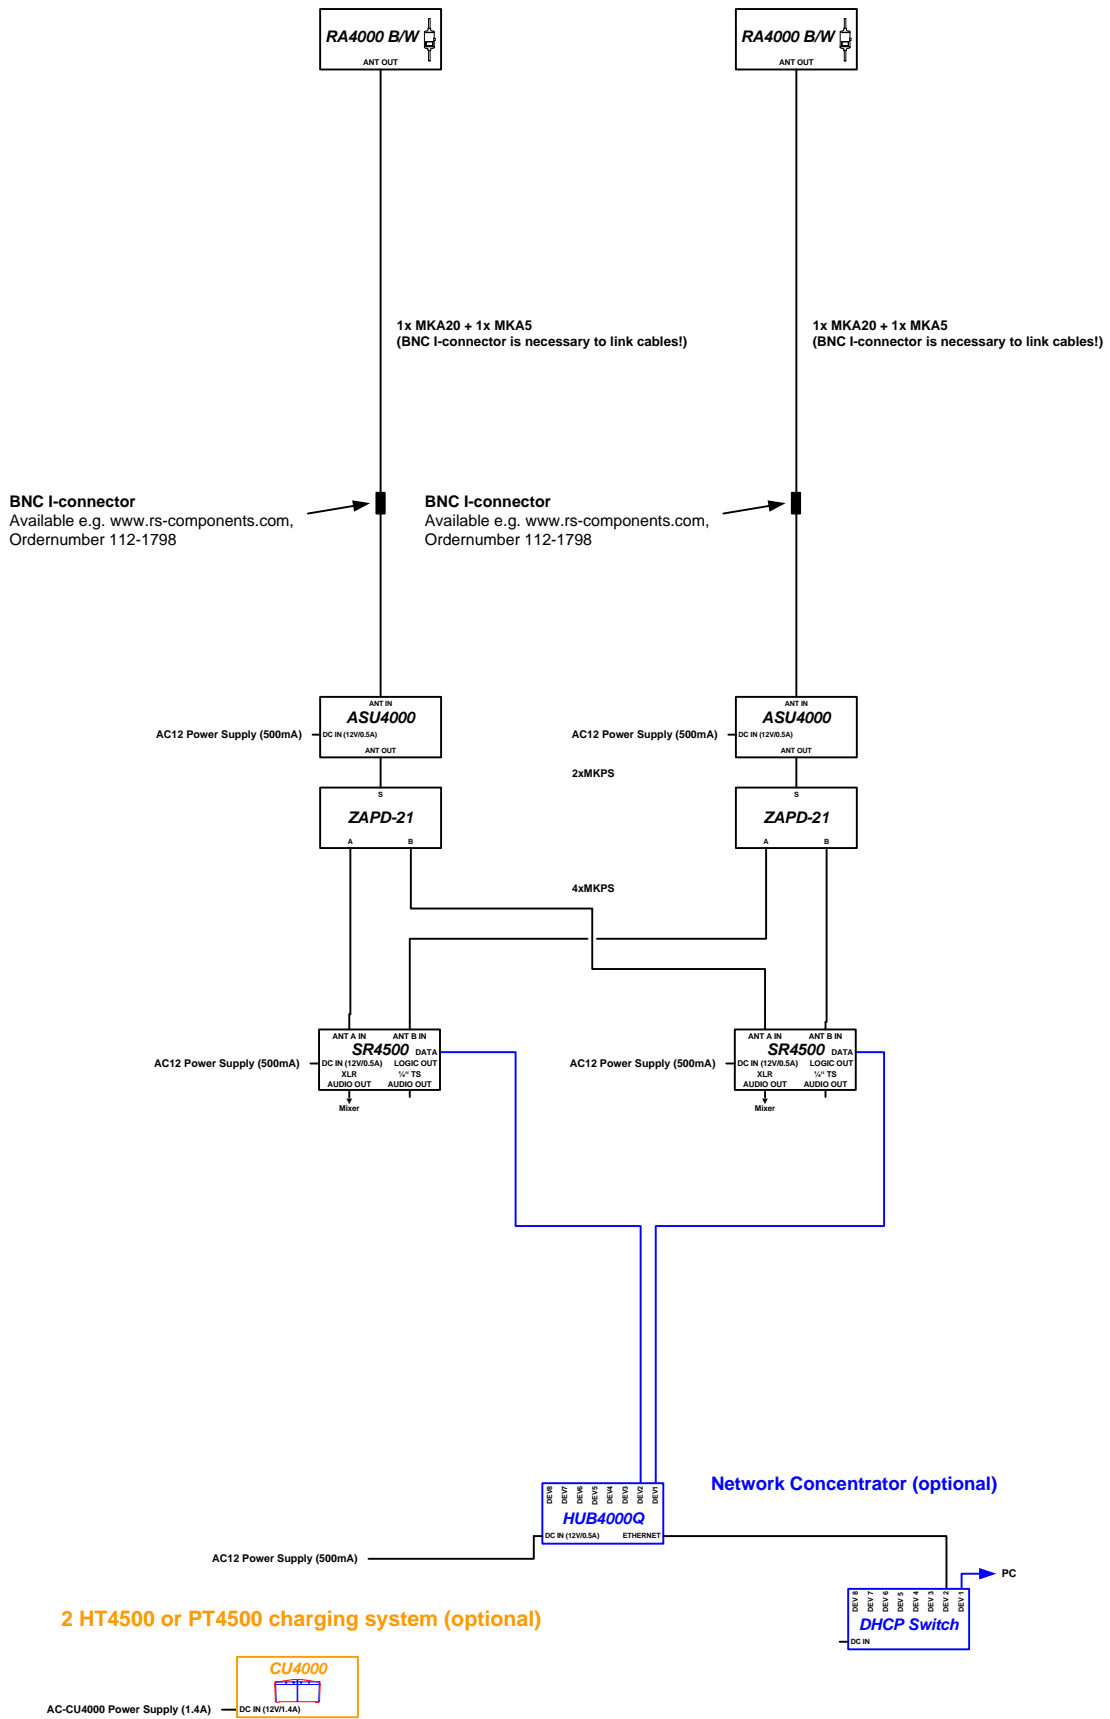 RA4000 B/W
ANT OUT
RA4000 B/W
ANT OUT
1x MKA20 + 1x MKA5
(BNC I-connector is necessary to link cables!)
1x MKA20 + 1x MKA5
(BNC I-connector is necessary to link cables!)
BNC I-connector
Available e.g. www.rs-components.com,
Ordernumber 112-1798
BNC I-connector
Available e.g. www.rs-components.com,
Ordernumber 112-1798
ANT IN
ASU4000
AC12 Power Supply (500mA)
DC IN (12V/0.5A)
ANT OUT
ANT IN
ASU4000
AC12 Power Supply (500mA)
DC IN (12V/0.5A)
ANT OUT
2xMKPS
S
ZAPD-21
A B
S
ZAPD-21
A B
4xMKPS
ANT A IN ANT B IN
SR4500 DATA
AC12 Power Supply (500mA)
DC IN (12V/0.5A) LOGIC OUT
XLR ¼“ TS
AUDIO OUT AUDIO OUT
Mixer
ANT A IN ANT B IN
SR4500 DATA
AC12 Power Supply (500mA)
DC IN (12V/0.5A) LOGIC OUT
XLR ¼“ TS
AUDIO OUT AUDIO OUT
Mixer
Network Concentrator (optional)
DEV8 DEV7 DEV6 DEV5 DEV4 DEV3 DEV2 DEV1
HUB4000Q
DC IN (12V/0.5A) ETHERNET
AC12 Power Supply (500mA)
PC
DEV 8 DEV 7 DEV 6 DEV 5 DEV 4 DEV 3 DEV 2 DEV 1
DHCP Switch
DC IN
2 HT4500 or PT4500 charging system (optional)
CU4000
AC-CU4000 Power Supply (1.4A)
DC IN (12V/1.4A)